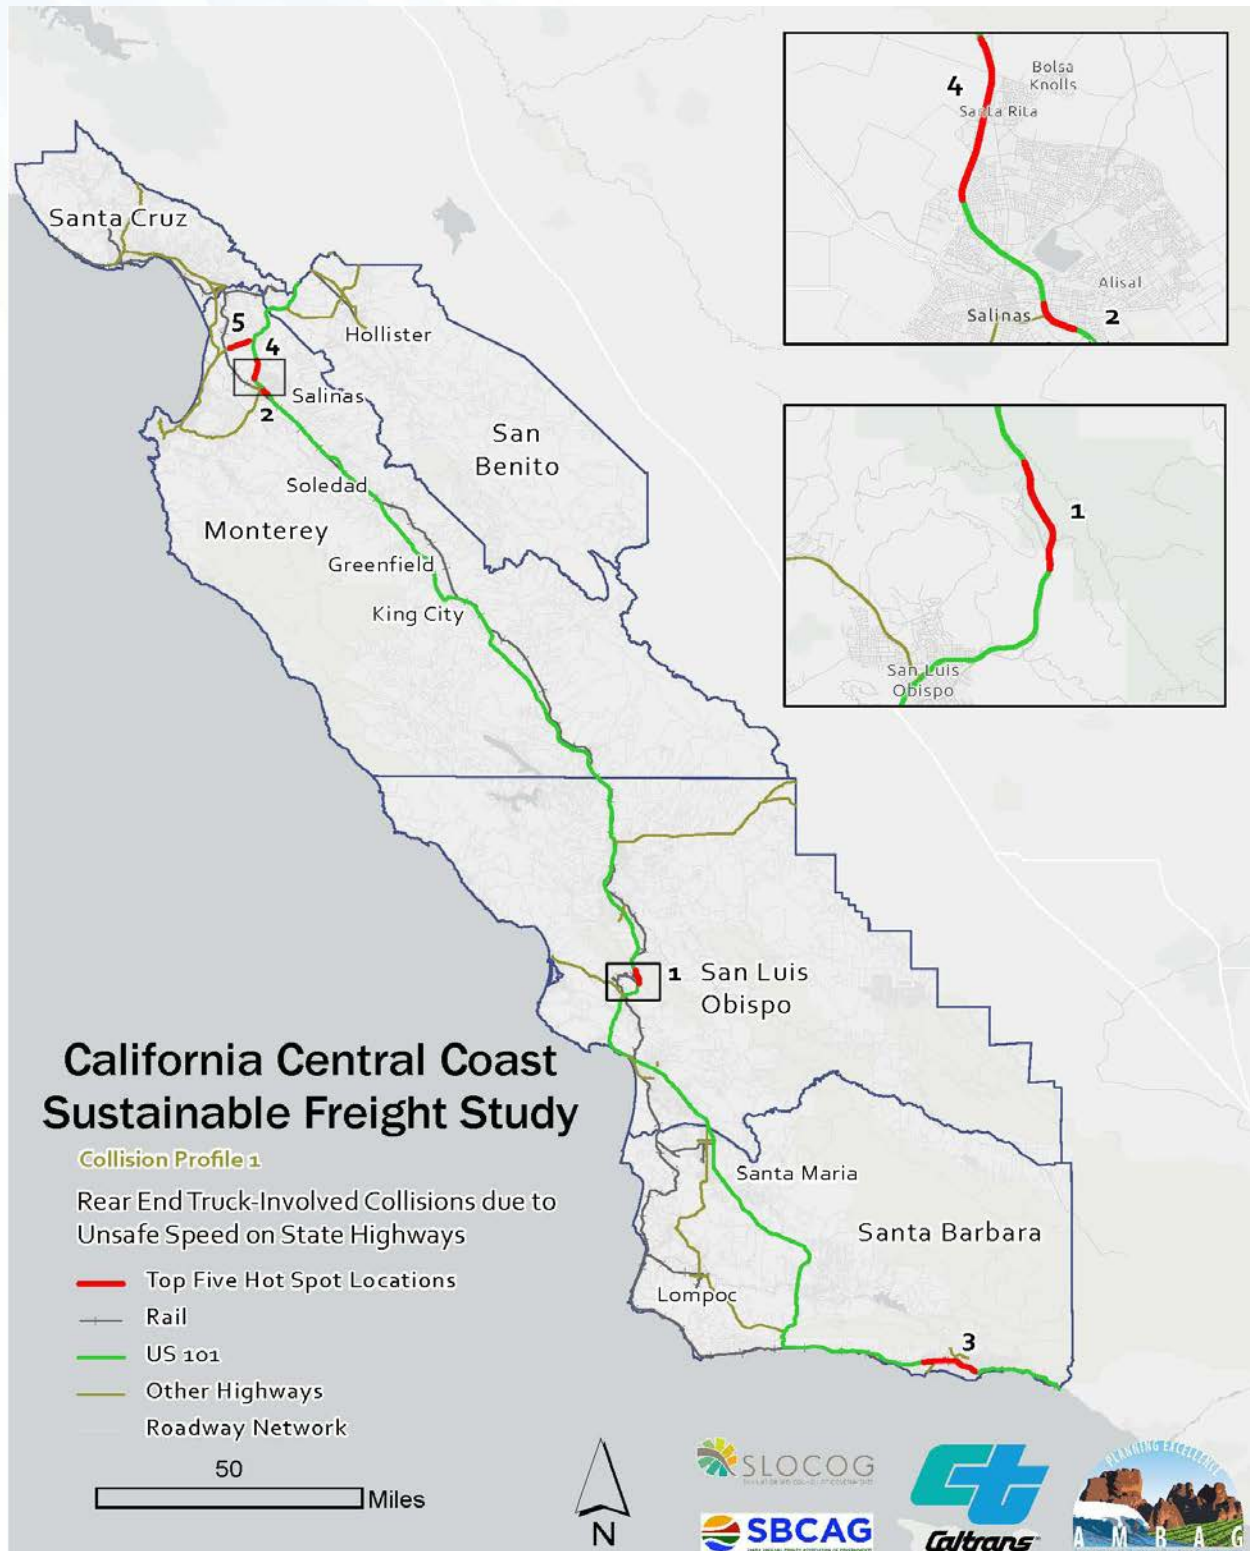 Bolsa
Knolls
4
Santa Rita
Alisal
Salinas
2
Santa Cruz
Hollister
5
4
Salinas
2
San
Benito
Soledad
Monterey
Greenfield
King City
1
San Luis
Obispo
1
San Luis
Obispo
California Central Coast
Sustainable Freight Study
Collision Profile 1
Rear End Truck-Involved Collisions due to
Unsafe Speed on State Highways
Top Five Hot Spot Locations
Rail
US 101
Other Highways
Roadway Network
50
Miles
N
Santa Maria
Santa Barbara
Lompoc
3
SLOCOG
SBCAG
Caltrans
PLANNING EXCELLENCE
AMBAG